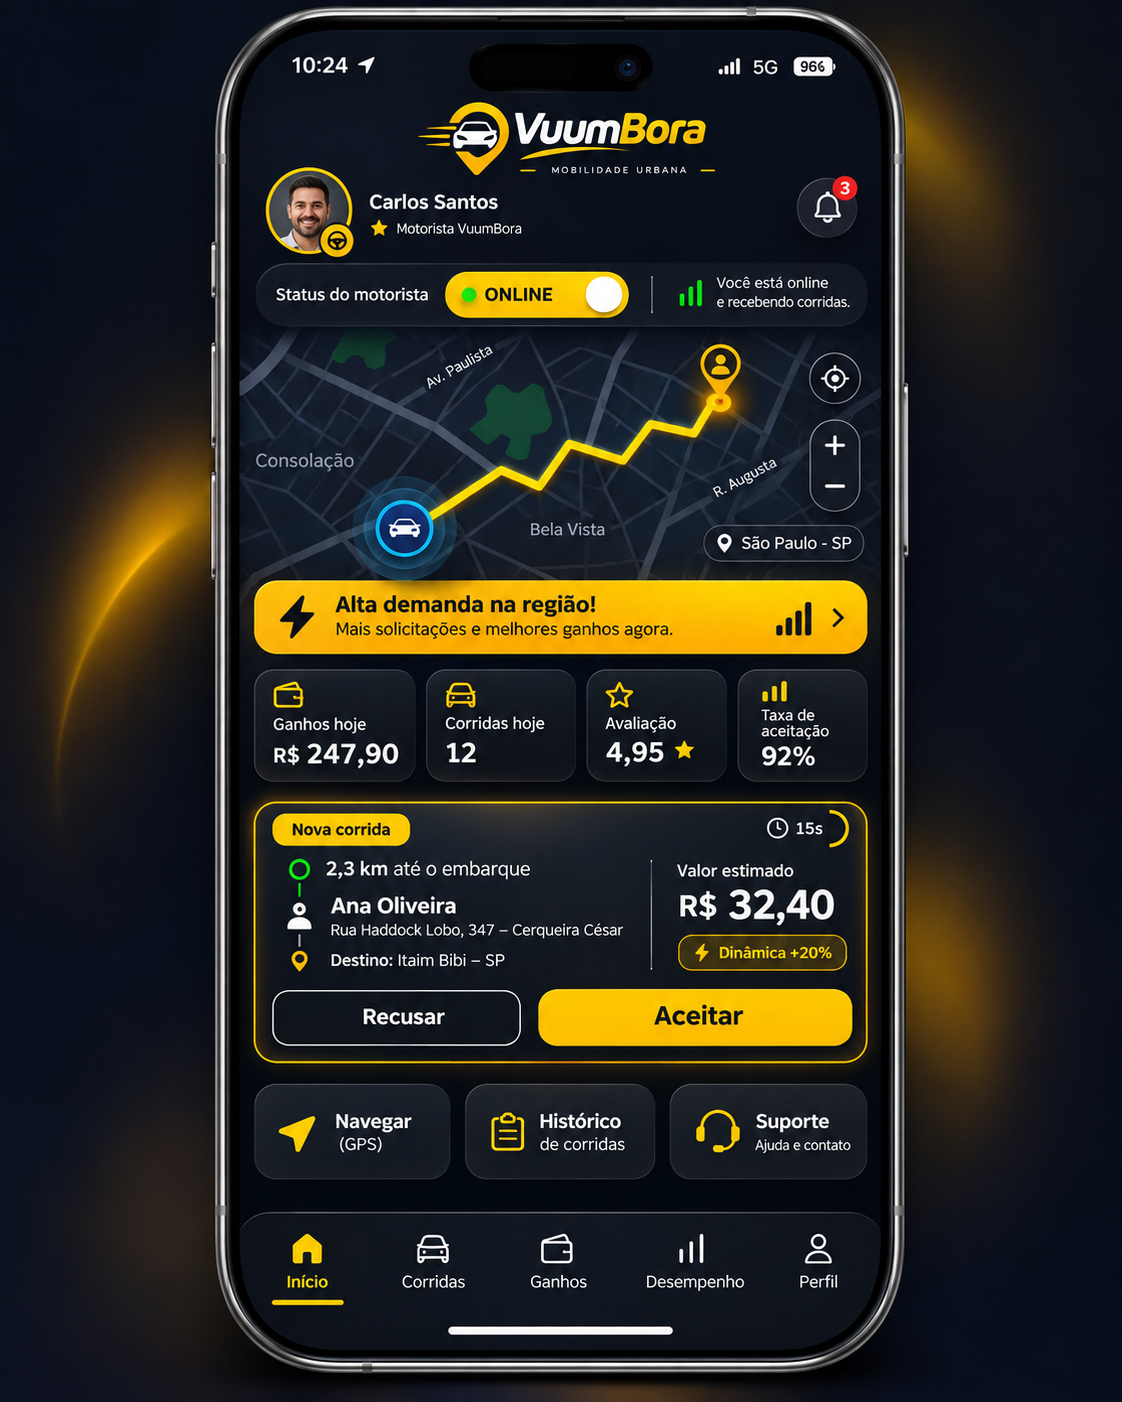 10:24
5G
966
VuumBora
MOBILIDADE URBANA
Carlos Santos
Motorista VuumBora
3
Status do motorista
ONLINE
Você está online
e recebendo corridas.
Av. Paulista
Consolação
R. Augusta
Bela Vista
São Paulo - SP
Alta demanda na região!
Mais solicitações e melhores ganhos agora.
Ganhos hoje
R$ 247,90
Corridas hoje
12
Avaliação
4,95
Taxa de
aceitação
92%
Nova corrida
15s
2,3 km até o embarque
Ana Oliveira
Rua Haddock Lobo, 347 – Cerqueira César
Destino: Itaim Bibi – SP
Valor estimado
R$ 32,40
Dinâmica +20%
Recusar
Aceitar
Navegar
(GPS)
Histórico
de corridas
Suporte
Ajuda e contato
Início
Corridas
Ganhos
Desempenho
Perfil